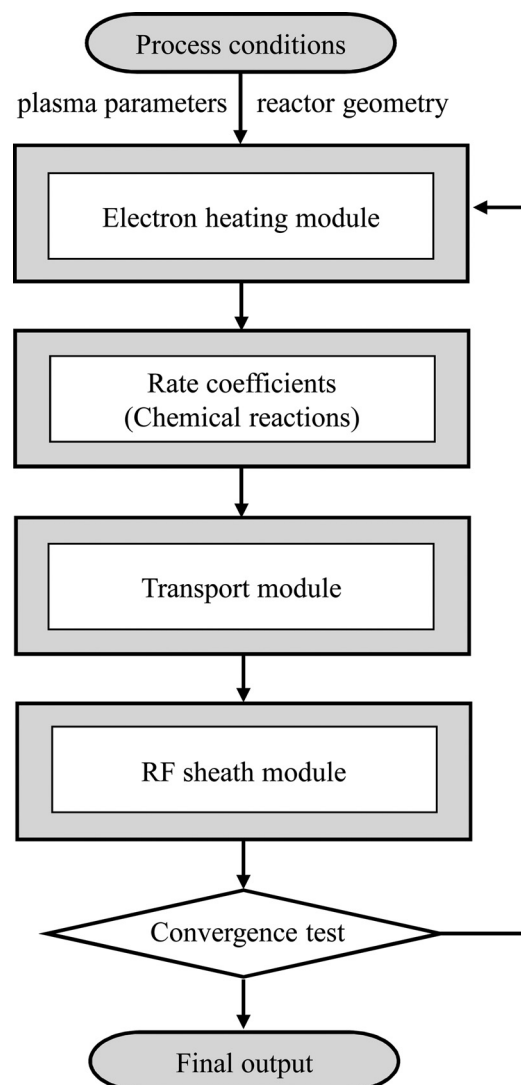 Process conditions
plasma parameters reactor geometry
Electron heating module
Rate coefficients
(Chemical reactions)
Transport module
RF sheath module
Convergence test
Final output